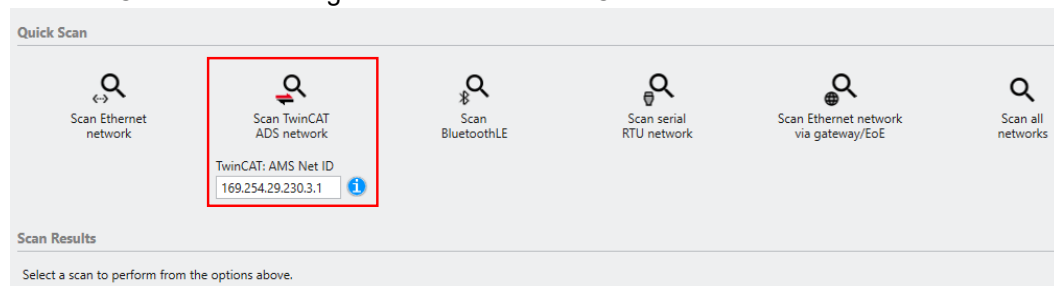 Quick Scan
Scan Ethernet network
Scan TwinCAT ADS network
Scan BluetoothLE
Scan serial RTU network
Scan Ethernet network via gateway/EoE
Scan all networks
TwinCAT: AMS Net ID
169.254.29.230.3.1
Scan Results
Select a scan to perform from the options above.